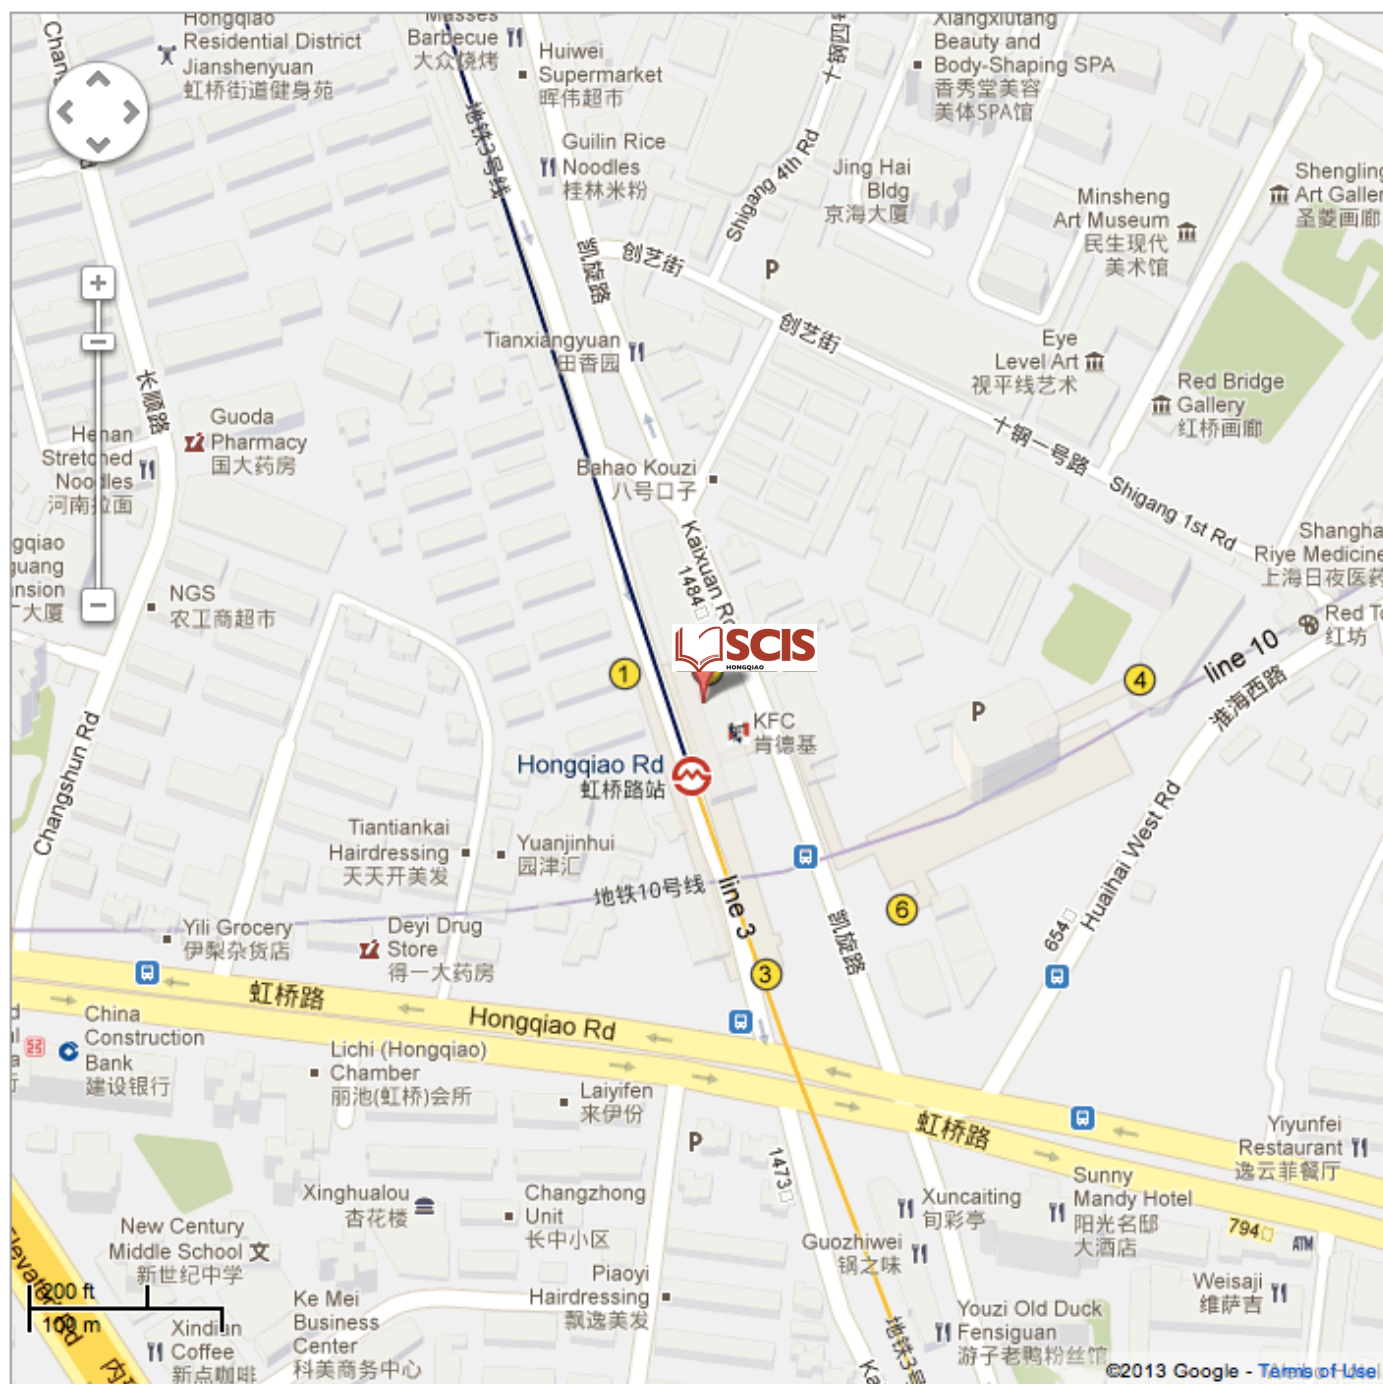 Hongqiao
Residential District
Jianshenyuan
虹桥街道健身苑
Masses
Barbecue
大众烧烤
Huiwei
Supermarket
晖伟超市
Xiangxiutang
Beauty and
Body-Shaping SPA
香秀堂美容
美体SPA馆
地铁3号线
Guilin Rice
Noodles
桂林米粉
Shigang 4th Rd
Jing Hai
Bldg
京海大厦
Minsheng
Art Museum
民生现代
美术馆
圣菱画廊
凯旋路
创艺街
P
创艺街
Tianxiangyuan
田香园
Eye
Level Art
视平线艺术
Red Bridge
Gallery
红桥画廊
长顺路
Guoda
Pharmacy
国大药房
Henan
Stretched
Noodles
河南拉面
十钢一号路
Shigang 1st Rd
Bahao Kouzi
八号口子
Kaixuan Rd
1484
NGS
农工商超市
大厦
Riye Medicine
上海日夜医药
红坊
SCIS
HONGQIAO
line 10
淮海西路
1
4
P
KFC
肯德基
Changshun Rd
Hongqiao Rd
虹桥路站
Tiantiankai
Hairdressing
天天开美发
Yuanjinhui
园津汇
Huaihai West Rd
地铁10号线
line 3
6
654
凯旋路
Yili Grocery
伊梨杂货店
Deyi Drug
Store
得一大药房
3
虹桥路
Hongqiao Rd
China
Construction
Bank
建设银行
Lichi (Hongqiao)
Chamber
丽池(虹桥)会所
Laiyifen
来伊份
虹桥路
P
1473
Yiyunfei
Restaurant
逸云菲餐厅
Sunny
Mandy Hotel
阳光名邸
大酒店
Xinghualou
杏花楼
Changzhong
Unit
长中小区
Xuncaiting
旬彩亭
New Century
Middle School
新世纪中学
文
Guozhiwei
锅之味
794
ATM
Piaoyi
Hairdressing
飘逸美发
Weisaji
维萨吉
200 ft
100 m
Ke Mei
Business
Center
科美商务中心
Xindian
Coffee
新点咖啡
Youzi Old Duck
Fensiguan
游子老鸭粉丝馆
地铁3号
©2013 Google - Terms of Use